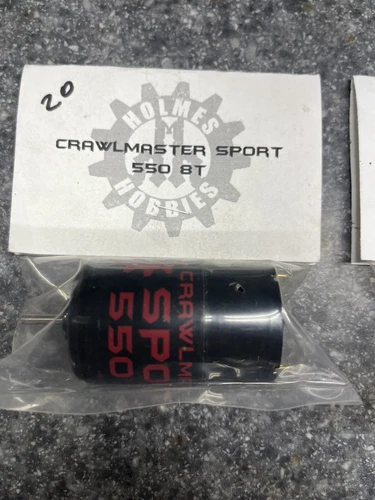 20
HOLMES
CRAWLMASTER SPORT
550 8T
HOBBIES
CRAWLM
SPO
550